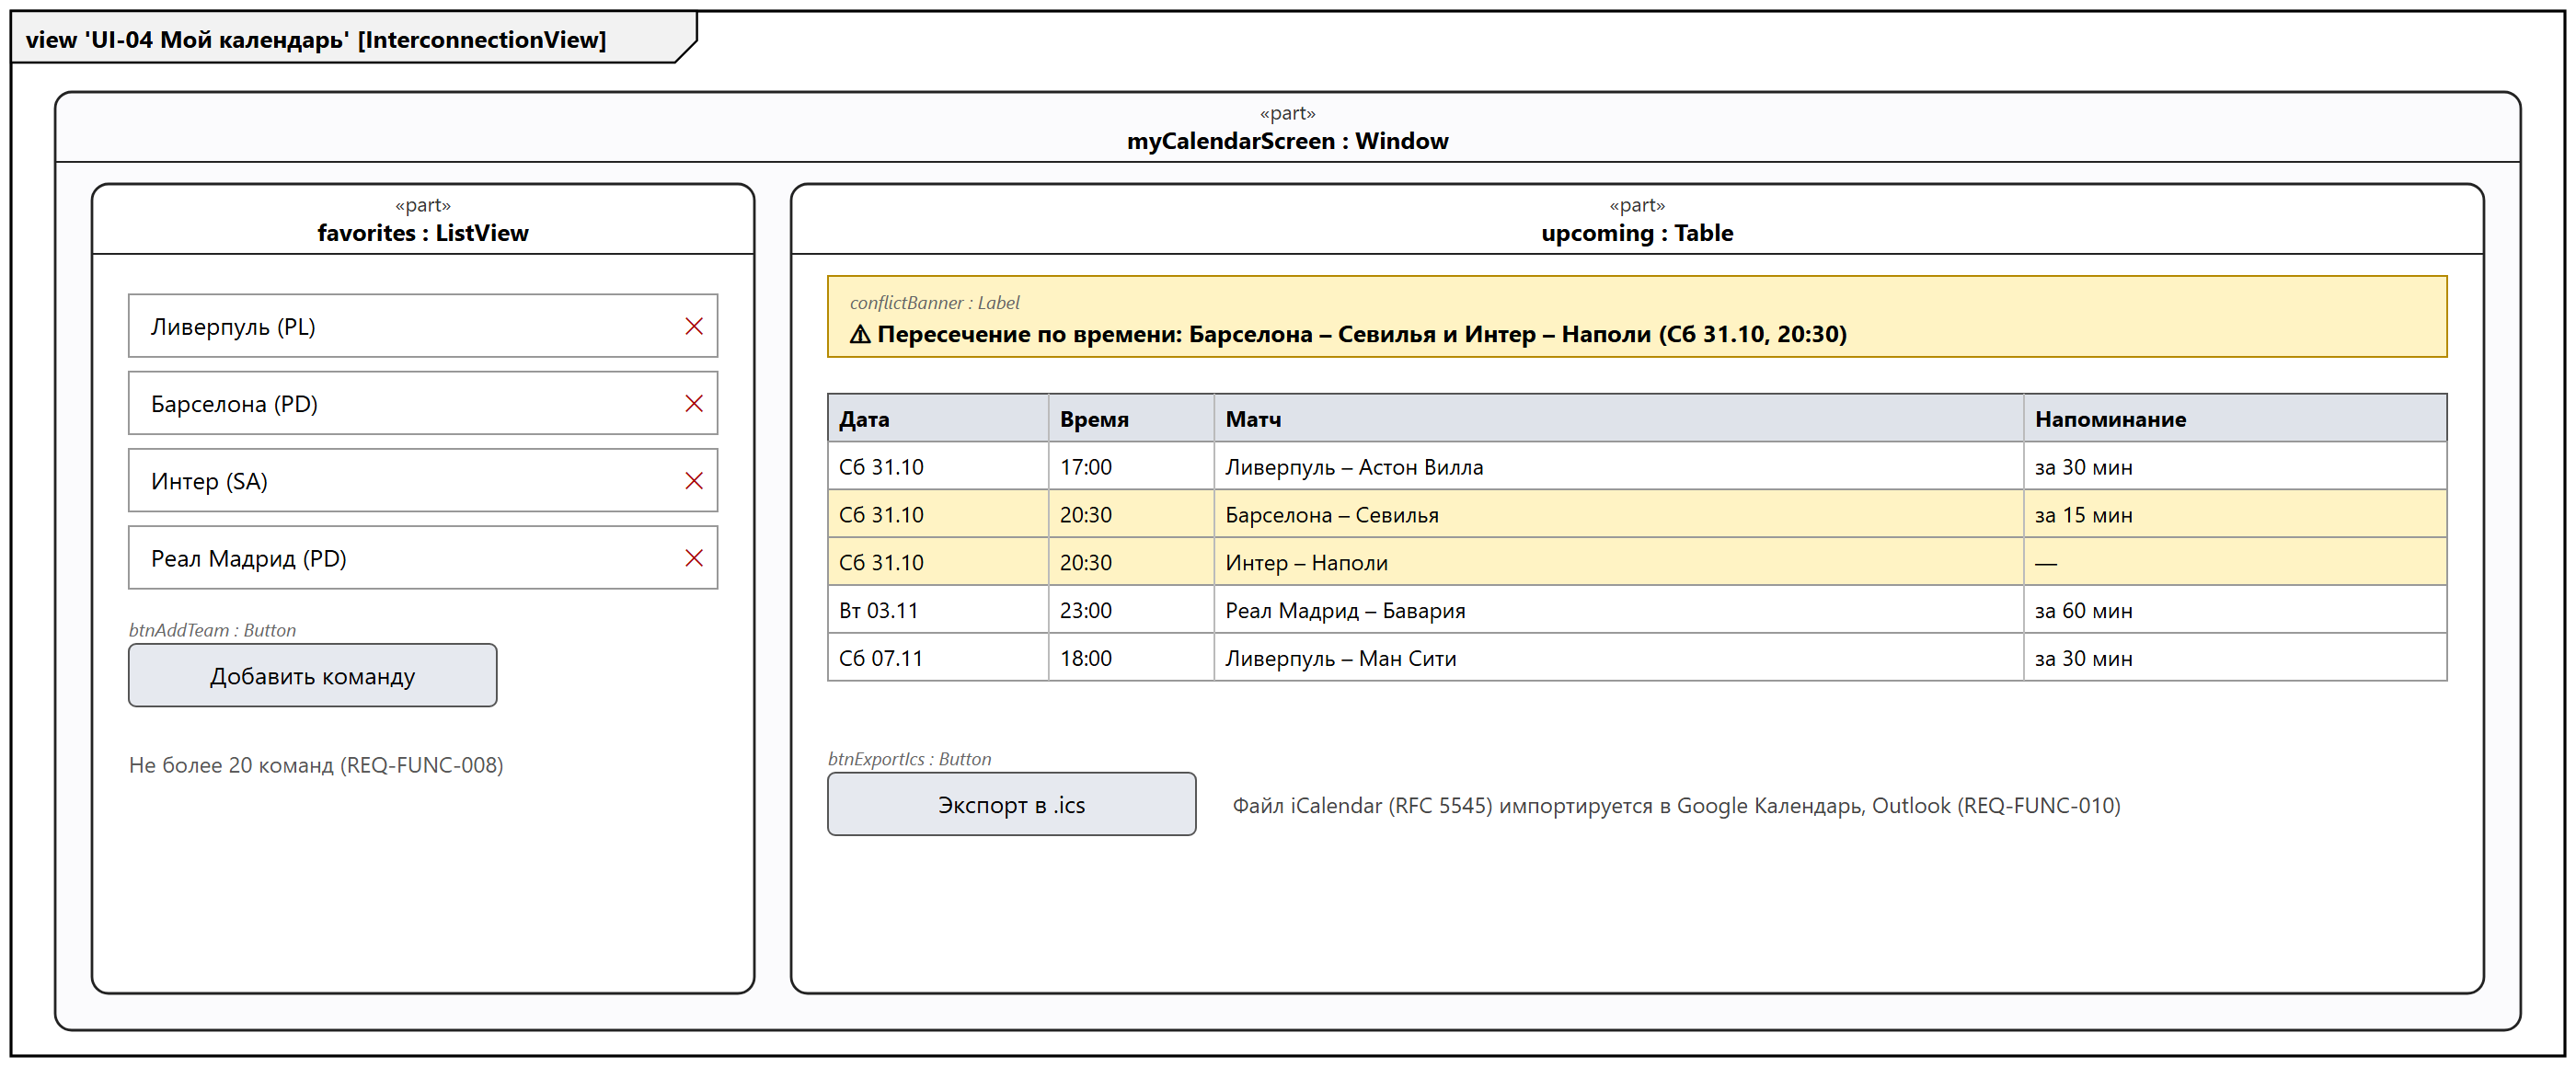 view 'UI-04 Мой календарь' [InterconnectionView]
«part»
myCalendarScreen : Window
«part»
favorites : ListView
Ливерпуль (PL)
Барселона (PD)
Интер (SA)
Реал Мадрид (PD)
btnAddTeam : Button
Добавить команду
Не более 20 команд (REQ-FUNC-008)
«part»
upcoming : Table
conflictBanner : Label
⚠ Пересечение по времени: Барселона – Севилья и Интер – Наполи (Сб 31.10, 20:30)
Дата Время Матч Напоминание
Сб 31.10 17:00 Ливерпуль – Астон Вилла за 30 мин
Сб 31.10 20:30 Барселона – Севилья за 15 мин
Сб 31.10 20:30 Интер – Наполи —
Вт 03.11 23:00 Реал Мадрид – Бавария за 60 мин
Сб 07.11 18:00 Ливерпуль – Ман Сити за 30 мин
btnExportIcs : Button
Экспорт в .ics
Файл iCalendar (RFC 5545) импортируется в Google Календарь, Outlook (REQ-FUNC-010)